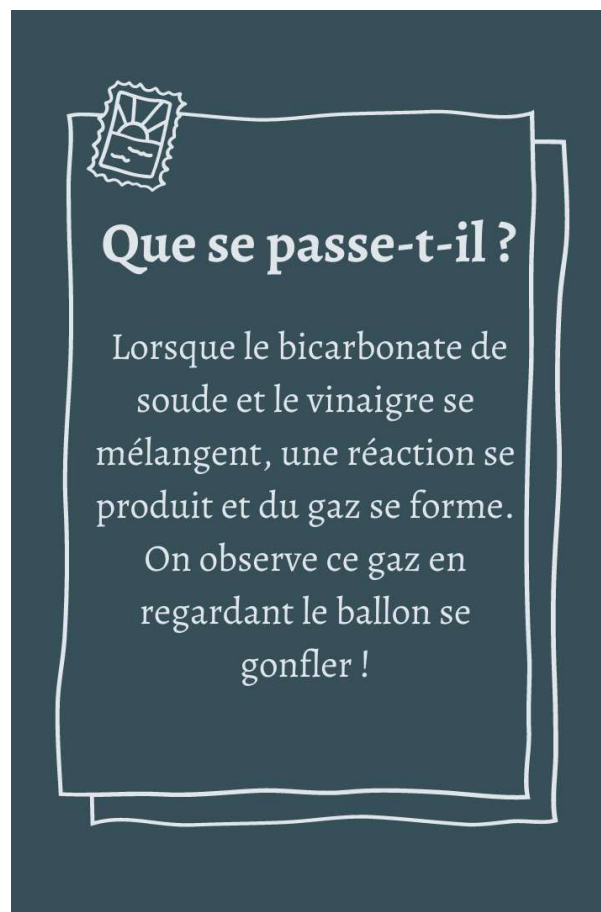 Que se passe-t-il ?
Lorsque le bicarbonate de
soude et le vinaigre se
mélangent, une réaction se
produit et du gaz se forme.
On observe ce gaz en
regardant le ballon se
gonfler !